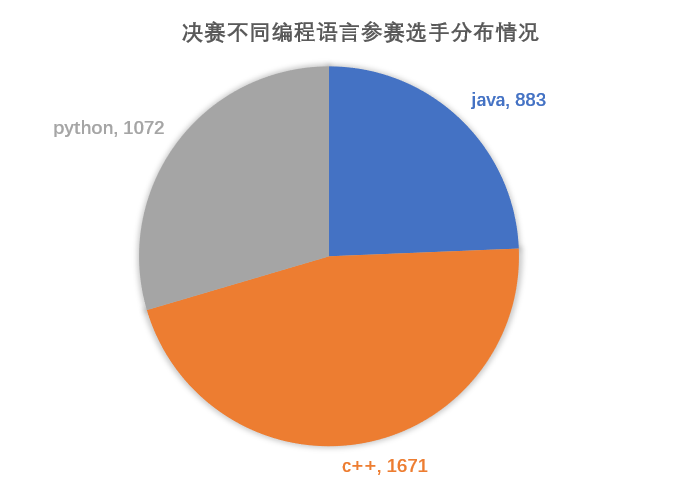 决赛不同编程语言参赛选手分布情况
java, 883
python, 1072
c++, 1671